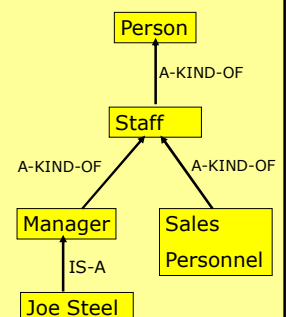 Person
A-KIND-OF
Staff
A-KIND-OF
A-KIND-OF
Manager
Sales
Personnel
IS-A
Joe Steel